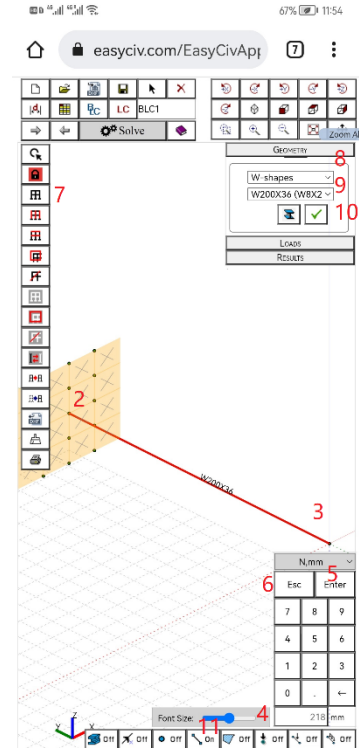 67% 11:54
easyciv.com/EasyCivApp 7
LC BLC1
Solve
Zoom Al
GEOMETRY
8
W-shapes
9
W200X36 (W8X2
10
LOADS
RESULTS
7
2
W200X36
3
N,mm
5
6
Esc Enter
7 8 9
4 5 6
1 2 3
0 . ←
Font Size:
4
218 mm
11
Z
Y X
Off Off Off On Off Off Off Off